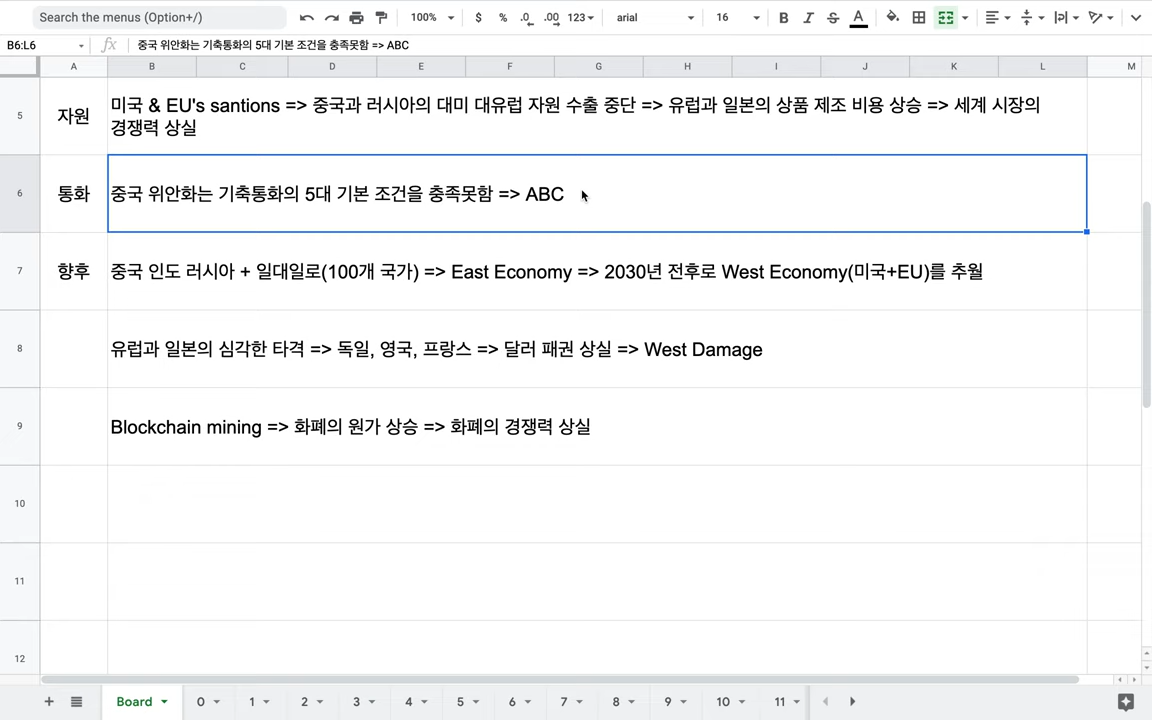 Search the menus (Option+/)
100%
$ % .0 .00 123
arial
16
B I S A
B6:L6
fx
중국 위안화는 기축통화의 5대 기본 조건을 충족못함 => ABC
A B C D E F G H I J K L M
5
자원
미국 & EU's santions => 중국과 러시아의 대미 대유럽 자원 수출 중단 => 유럽과 일본의 상품 제조 비용 상승 => 세계 시장의
경쟁력 상실
6
통화
중국 위안화는 기축통화의 5대 기본 조건을 충족못함 => ABC
7
향후
중국 인도 러시아 + 일대일로(100개 국가) => East Economy => 2030년 전후로 West Economy(미국+EU)를 추월
8
유럽과 일본의 심각한 타격 => 독일, 영국, 프랑스 => 달러 패권 상실 => West Damage
9
Blockchain mining => 화폐의 원가 상승 => 화폐의 경쟁력 상실
10
11
12
Board 0 1 2 3 4 5 6 7 8 9 10 11